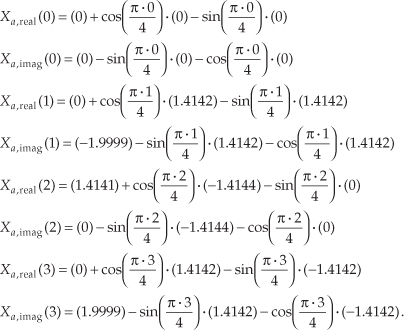 X_{a,real}(0) = (0) + cos(π·0/4)·(0) − sin(π·0/4)·(0)
X_{a,imag}(0) = (0) − sin(π·0/4)·(0) − cos(π·0/4)·(0)
X_{a,real}(1) = (0) + cos(π·1/4)·(1.4142) − sin(π·1/4)·(1.4142)
X_{a,imag}(1) = (−1.9999) − sin(π·1/4)·(1.4142) − cos(π·1/4)·(1.4142)
X_{a,real}(2) = (1.4141) + cos(π·2/4)·(−1.4144) − sin(π·2/4)·(0)
X_{a,imag}(2) = (0) − sin(π·2/4)·(−1.4144) − cos(π·2/4)·(0)
X_{a,real}(3) = (0) + cos(π·3/4)·(1.4142) − sin(π·3/4)·(−1.4142)
X_{a,imag}(3) = (1.9999) − sin(π·3/4)·(1.4142) − cos(π·3/4)·(−1.4142).